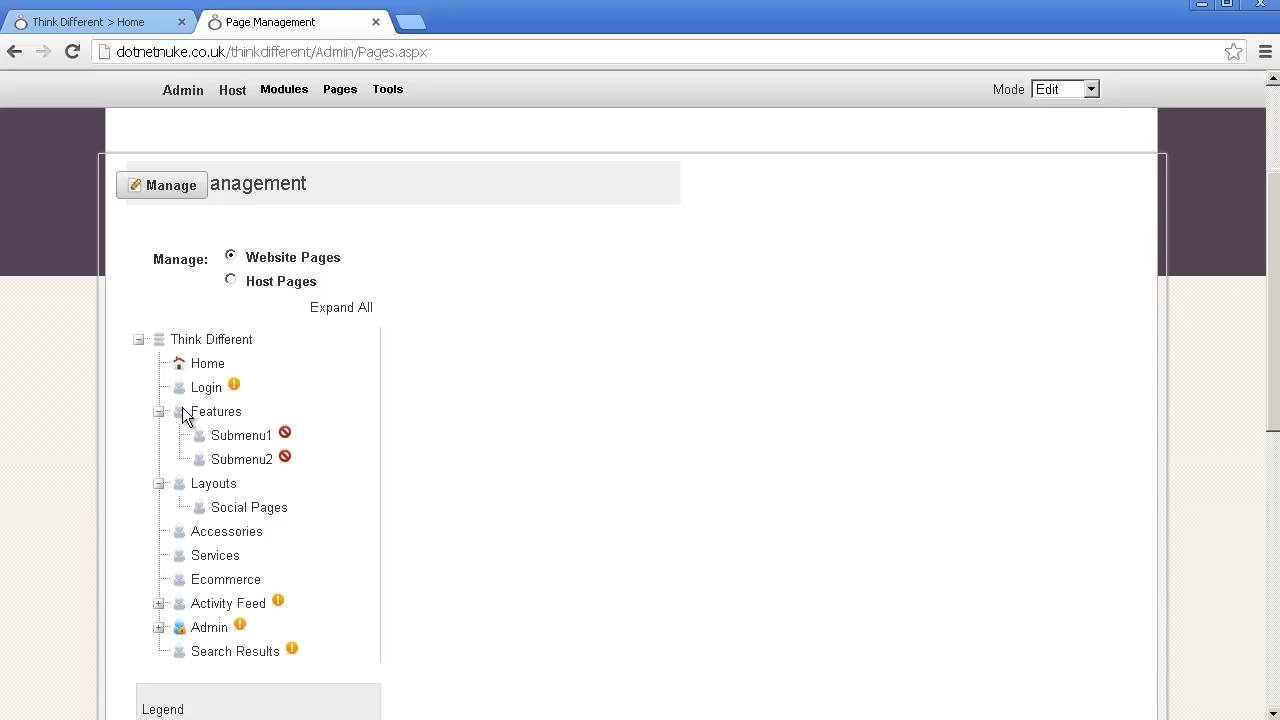 Think Different > Home
Page Management
dotnetnuke.co.uk/thinkdifferent/Admin/Pages.aspx
Admin Host Modules Pages Tools Mode Edit
Manage anagement
Manage: Website Pages
Host Pages
Expand All
Think Different
Home
Login
Features
Submenu1
Submenu2
Layouts
Social Pages
Accessories
Services
Ecommerce
Activity Feed
Admin
Search Results
Legend